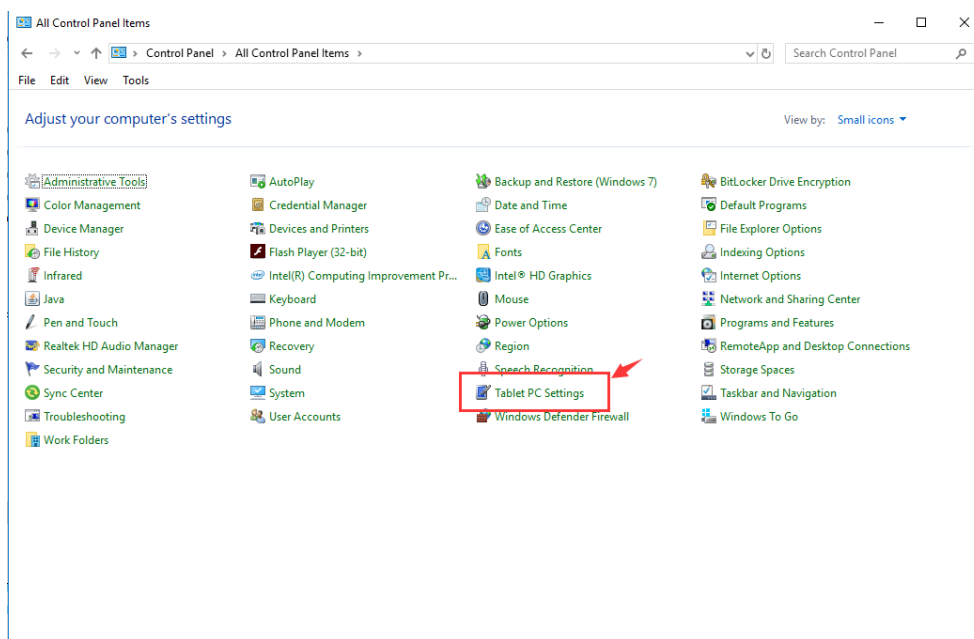 All Control Panel Items
Control Panel > All Control Panel Items >
Search Control Panel
File Edit View Tools
Adjust your computer's settings
View by: Small icons
Administrative Tools AutoPlay Backup and Restore (Windows 7) BitLocker Drive Encryption
Color Management Credential Manager Date and Time Default Programs
Device Manager Devices and Printers Ease of Access Center File Explorer Options
File History Flash Player (32-bit) Fonts Indexing Options
Infrared Intel(R) Computing Improvement Pr... Intel® HD Graphics Internet Options
Java Keyboard Mouse Network and Sharing Center
Pen and Touch Phone and Modem Power Options Programs and Features
Realtek HD Audio Manager Recovery Region RemoteApp and Desktop Connections
Security and Maintenance Sound Speech Recognition Storage Spaces
Sync Center System Tablet PC Settings Taskbar and Navigation
Troubleshooting User Accounts Windows Defender Firewall Windows To Go
Work Folders